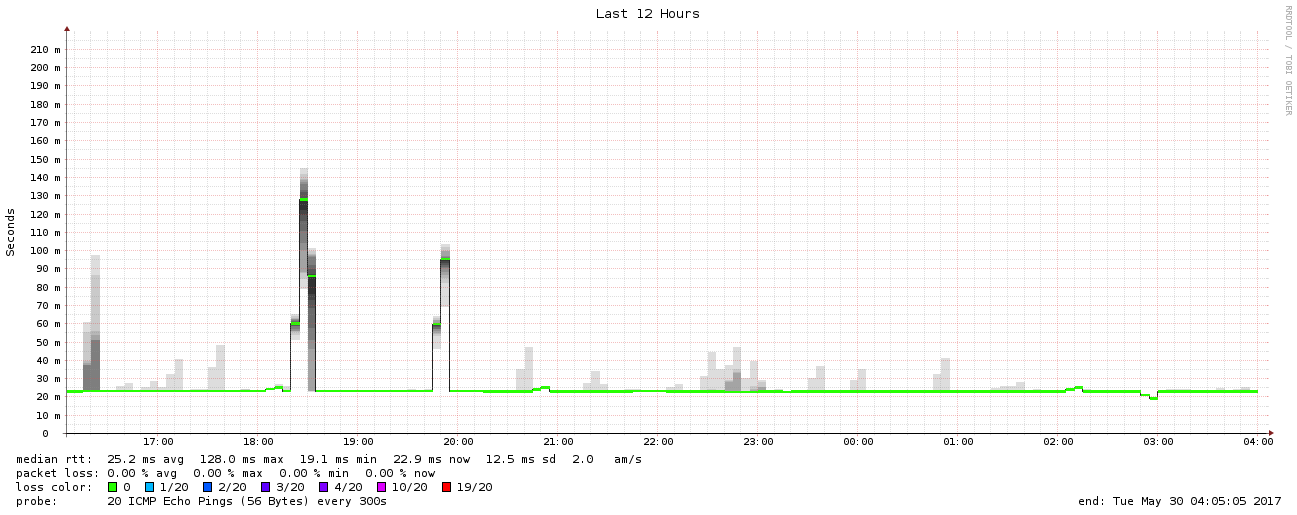 Last 12 Hours
RRDTOOL / TOBI OETIKER
Seconds
210 m
200 m
190 m
180 m
170 m
160 m
150 m
140 m
130 m
120 m
110 m
100 m
90 m
80 m
70 m
60 m
50 m
40 m
30 m
20 m
10 m
0
17:00 18:00 19:00 20:00 21:00 22:00 23:00 00:00 01:00 02:00 03:00 04:00
median rtt: 25.2 ms avg 128.0 ms max 19.1 ms min 22.9 ms now 12.5 ms sd 2.0 am/s
packet loss: 0.00 % avg 0.00 % max 0.00 % min 0.00 % now
loss color: 0 1/20 2/20 3/20 4/20 10/20 19/20
probe: 20 ICMP Echo Pings (56 Bytes) every 300s end: Tue May 30 04:05:05 2017